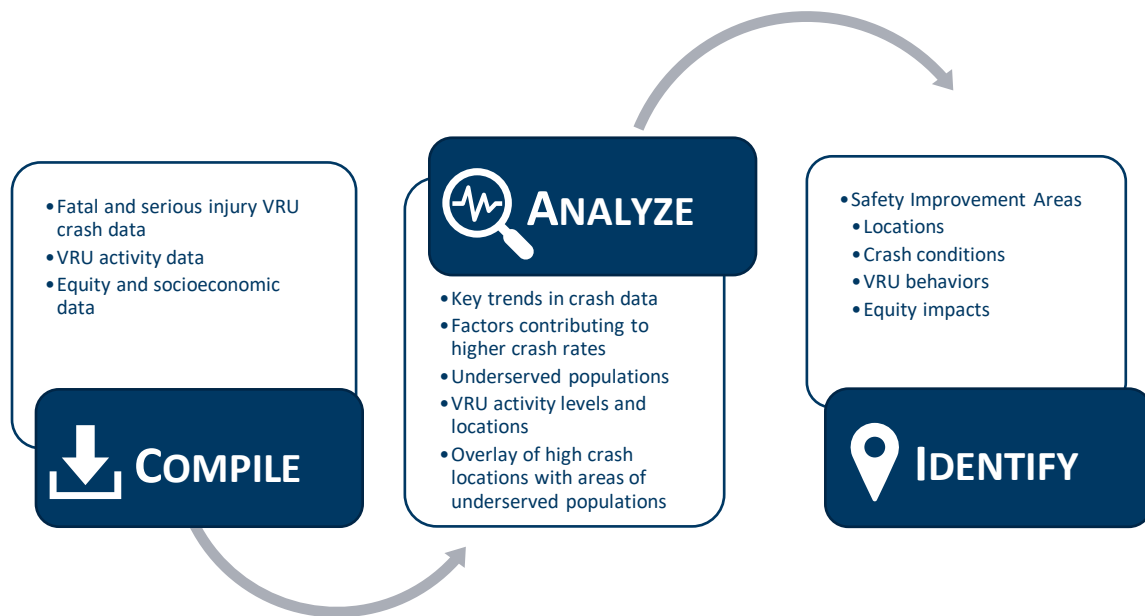 • Fatal and serious injury VRU
crash data
• VRU activity data
• Equity and socioeconomic
data
COMPILE
ANALYZE
• Key trends in crash data
• Factors contributing to
higher crash rates
• Underserved populations
• VRU activity levels and
locations
• Overlay of high crash
locations with areas of
underserved populations
• Safety Improvement Areas
• Locations
• Crash conditions
• VRU behaviors
• Equity impacts
IDENTIFY